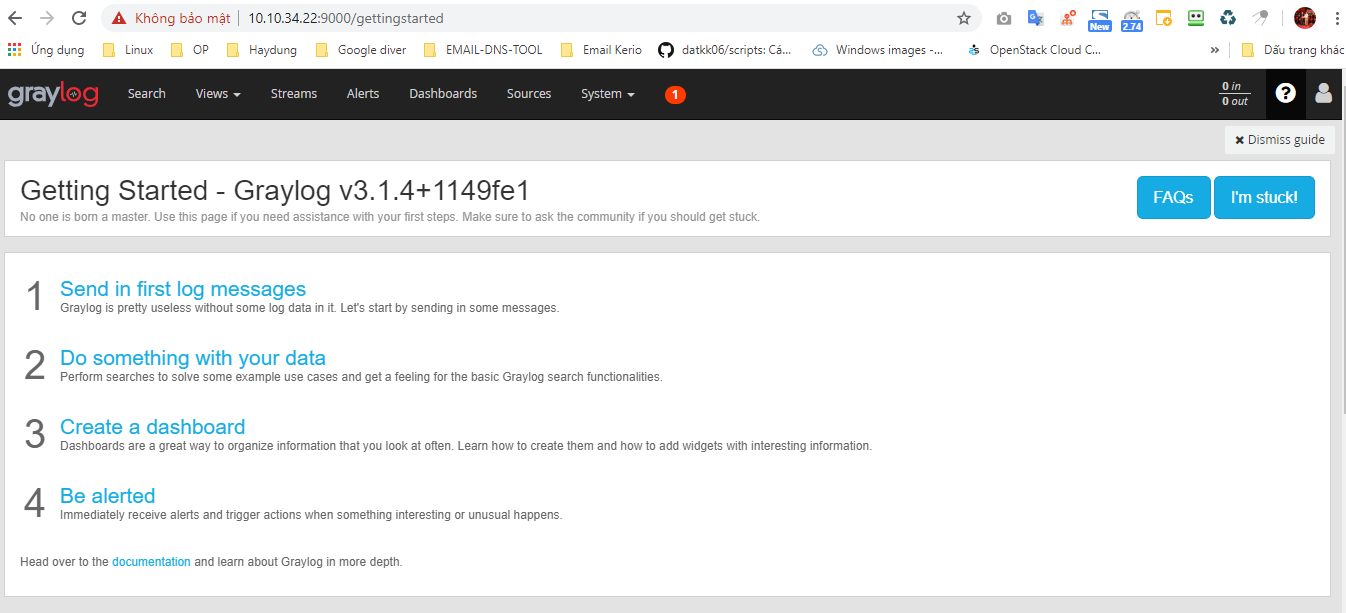 Không bảo mật 10.10.34.22:9000/gettingstarted
New 2.74
Ứng dụng Linux OP Haydung Google diver EMAIL-DNS-TOOL Email Kerio datkk06/scripts: Cá... Windows images -... OpenStack Cloud C... » Dấu trang khác
graylog Search Views Streams Alerts Dashboards Sources System 1 0 in
0 out
Dismiss guide
Getting Started - Graylog v3.1.4+1149fe1
No one is born a master. Use this page if you need assistance with your first steps. Make sure to ask the community if you should get stuck.
FAQs I'm stuck!
1 Send in first log messages
Graylog is pretty useless without some log data in it. Let's start by sending in some messages.
2 Do something with your data
Perform searches to solve some example use cases and get a feeling for the basic Graylog search functionalities.
3 Create a dashboard
Dashboards are a great way to organize information that you look at often. Learn how to create them and how to add widgets with interesting information.
4 Be alerted
Immediately receive alerts and trigger actions when something interesting or unusual happens.
Head over to the documentation and learn about Graylog in more depth.